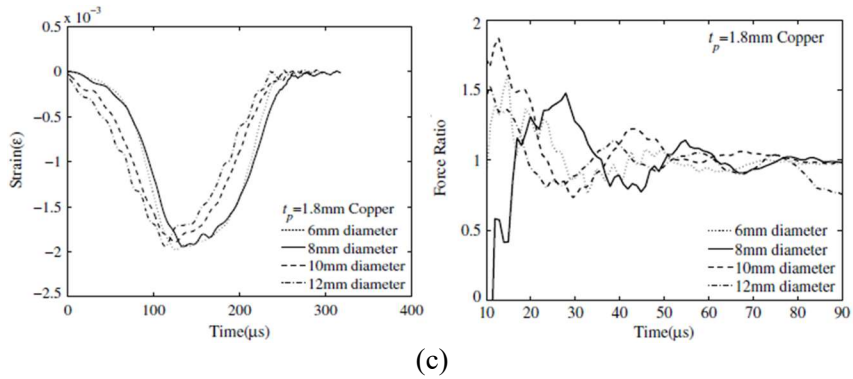 0.5 x 10⁻³
0
−0.5
−1
−1.5
−2
−2.5
Strain(ε)
0 100 200 300 400
Time(μs)
tₚ=1.8mm Copper
6mm diameter
8mm diameter
10mm diameter
12mm diameter
2
1.5
1
0.5
0
Force Ratio
10 20 30 40 50 60 70 80 90
Time(μs)
tₚ=1.8mm Copper
6mm diameter
8mm diameter
10mm diameter
12mm diameter
(c)